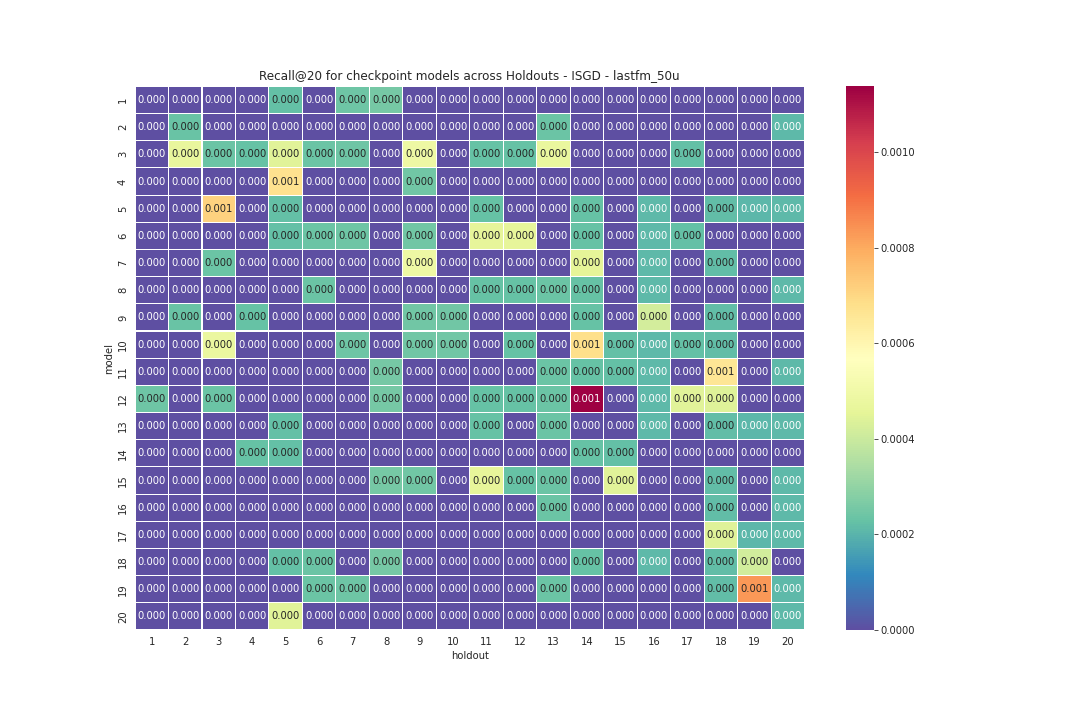 Recall@20 for checkpoint models across Holdouts - ISGD - lastfm_50u
1 0.000 0.000 0.000 0.000 0.000 0.000 0.000 0.000 0.000 0.000 0.000 0.000 0.000 0.000 0.000 0.000 0.000 0.000 0.000 0.000
2 0.000 0.000 0.000 0.000 0.000 0.000 0.000 0.000 0.000 0.000 0.000 0.000 0.000 0.000 0.000 0.000 0.000 0.000 0.000 0.000
3 0.000 0.000 0.000 0.000 0.000 0.000 0.000 0.000 0.000 0.000 0.000 0.000 0.000 0.000 0.000 0.000 0.000 0.000 0.000 0.000
4 0.000 0.000 0.000 0.000 0.001 0.000 0.000 0.000 0.000 0.000 0.000 0.000 0.000 0.000 0.000 0.000 0.000 0.000 0.000 0.000
5 0.000 0.000 0.001 0.000 0.000 0.000 0.000 0.000 0.000 0.000 0.000 0.000 0.000 0.000 0.000 0.000 0.000 0.000 0.000 0.000
6 0.000 0.000 0.000 0.000 0.000 0.000 0.000 0.000 0.000 0.000 0.000 0.000 0.000 0.000 0.000 0.000 0.000 0.000 0.000 0.000
7 0.000 0.000 0.000 0.000 0.000 0.000 0.000 0.000 0.000 0.000 0.000 0.000 0.000 0.000 0.000 0.000 0.000 0.000 0.000 0.000
8 0.000 0.000 0.000 0.000 0.000 0.000 0.000 0.000 0.000 0.000 0.000 0.000 0.000 0.000 0.000 0.000 0.000 0.000 0.000 0.000
9 0.000 0.000 0.000 0.000 0.000 0.000 0.000 0.000 0.000 0.000 0.000 0.000 0.000 0.000 0.000 0.000 0.000 0.000 0.000 0.000
10 0.000 0.000 0.000 0.000 0.000 0.000 0.000 0.000 0.000 0.000 0.000 0.000 0.000 0.001 0.000 0.000 0.000 0.000 0.000 0.000
11 0.000 0.000 0.000 0.000 0.000 0.000 0.000 0.000 0.000 0.000 0.000 0.000 0.000 0.000 0.000 0.000 0.000 0.001 0.000 0.000
12 0.000 0.000 0.000 0.000 0.000 0.000 0.000 0.000 0.000 0.000 0.000 0.000 0.000 0.001 0.000 0.000 0.000 0.000 0.000 0.000
13 0.000 0.000 0.000 0.000 0.000 0.000 0.000 0.000 0.000 0.000 0.000 0.000 0.000 0.000 0.000 0.000 0.000 0.000 0.000 0.000
14 0.000 0.000 0.000 0.000 0.000 0.000 0.000 0.000 0.000 0.000 0.000 0.000 0.000 0.000 0.000 0.000 0.000 0.000 0.000 0.000
15 0.000 0.000 0.000 0.000 0.000 0.000 0.000 0.000 0.000 0.000 0.000 0.000 0.000 0.000 0.000 0.000 0.000 0.000 0.000 0.000
16 0.000 0.000 0.000 0.000 0.000 0.000 0.000 0.000 0.000 0.000 0.000 0.000 0.000 0.000 0.000 0.000 0.000 0.000 0.000 0.000
17 0.000 0.000 0.000 0.000 0.000 0.000 0.000 0.000 0.000 0.000 0.000 0.000 0.000 0.000 0.000 0.000 0.000 0.000 0.000 0.000
18 0.000 0.000 0.000 0.000 0.000 0.000 0.000 0.000 0.000 0.000 0.000 0.000 0.000 0.000 0.000 0.000 0.000 0.000 0.000 0.000
19 0.000 0.000 0.000 0.000 0.000 0.000 0.000 0.000 0.000 0.000 0.000 0.000 0.000 0.000 0.000 0.000 0.000 0.000 0.001 0.000
20 0.000 0.000 0.000 0.000 0.000 0.000 0.000 0.000 0.000 0.000 0.000 0.000 0.000 0.000 0.000 0.000 0.000 0.000 0.000 0.000
1 2 3 4 5 6 7 8 9 10 11 12 13 14 15 16 17 18 19 20
holdout
model
0.0010
0.0008
0.0006
0.0004
0.0002
0.0000